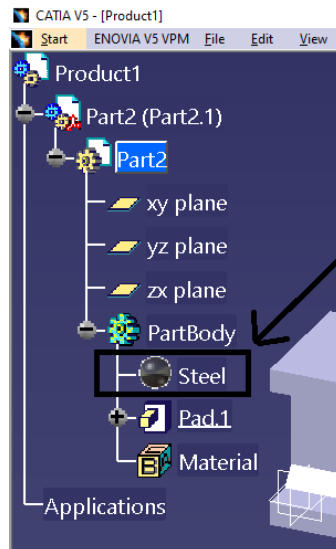 CATIA V5 - [Product1]
Start ENOVIA V5 VPM File Edit View
Product1
Part2 (Part2.1)
Part2
xy plane
yz plane
zx plane
PartBody
Steel
Pad.1
Material
Applications